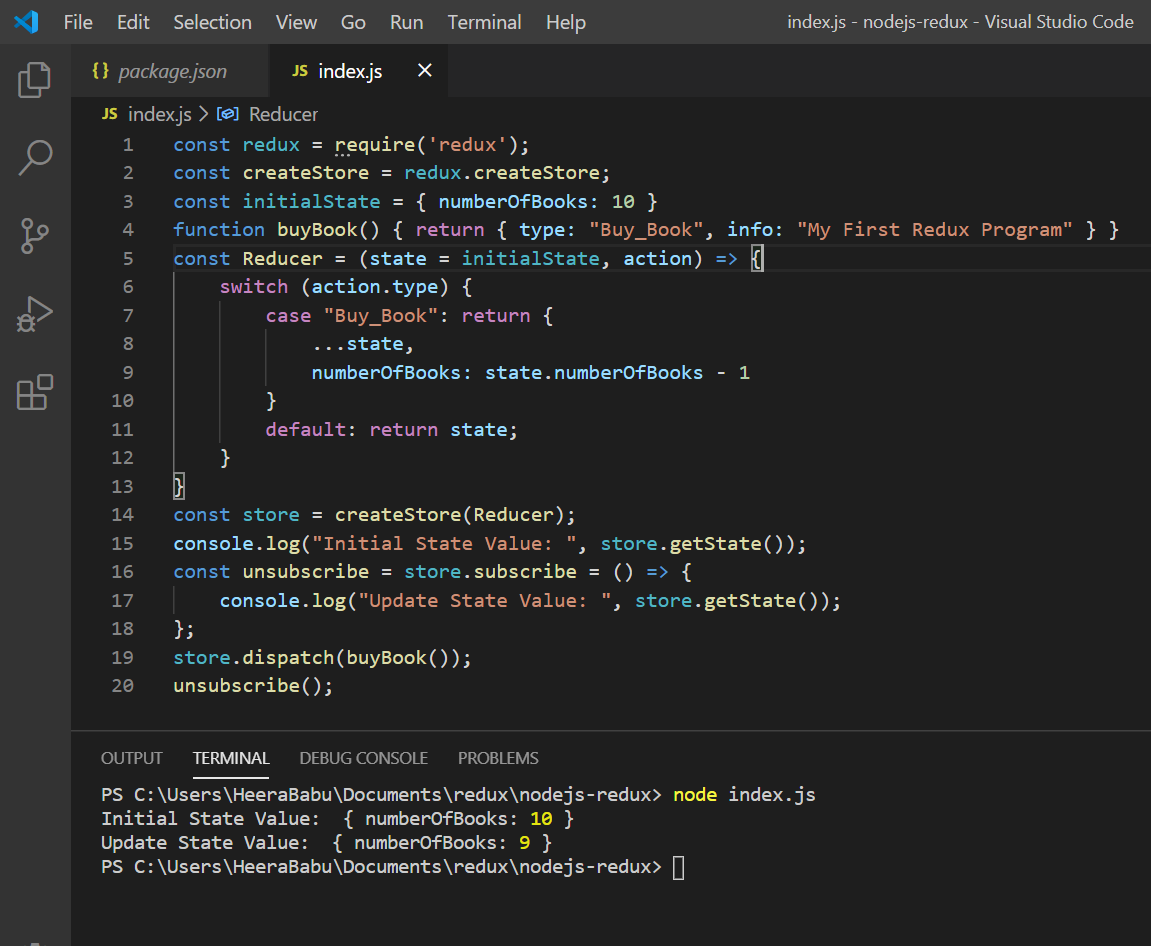 File Edit Selection View Go Run Terminal Help index.js - nodejs-redux - Visual Studio Code
{} package.json JS index.js ×
JS index.js > Reducer
1 const redux = require('redux');
2 const createStore = redux.createStore;
3 const initialState = { numberOfBooks: 10 }
4 function buyBook() { return { type: "Buy_Book", info: "My First Redux Program" } }
5 const Reducer = (state = initialState, action) => {
6     switch (action.type) {
7         case "Buy_Book": return {
8             ...state,
9             numberOfBooks: state.numberOfBooks - 1
10         }
11         default: return state;
12     }
13 }
14 const store = createStore(Reducer);
15 console.log("Initial State Value: ", store.getState());
16 const unsubscribe = store.subscribe = () => {
17     console.log("Update State Value: ", store.getState());
18 };
19 store.dispatch(buyBook());
20 unsubscribe();
OUTPUT TERMINAL DEBUG CONSOLE PROBLEMS
PS C:\Users\HeeraBabu\Documents\redux\nodejs-redux> node index.js
Initial State Value:  { numberOfBooks: 10 }
Update State Value:  { numberOfBooks: 9 }
PS C:\Users\HeeraBabu\Documents\redux\nodejs-redux>